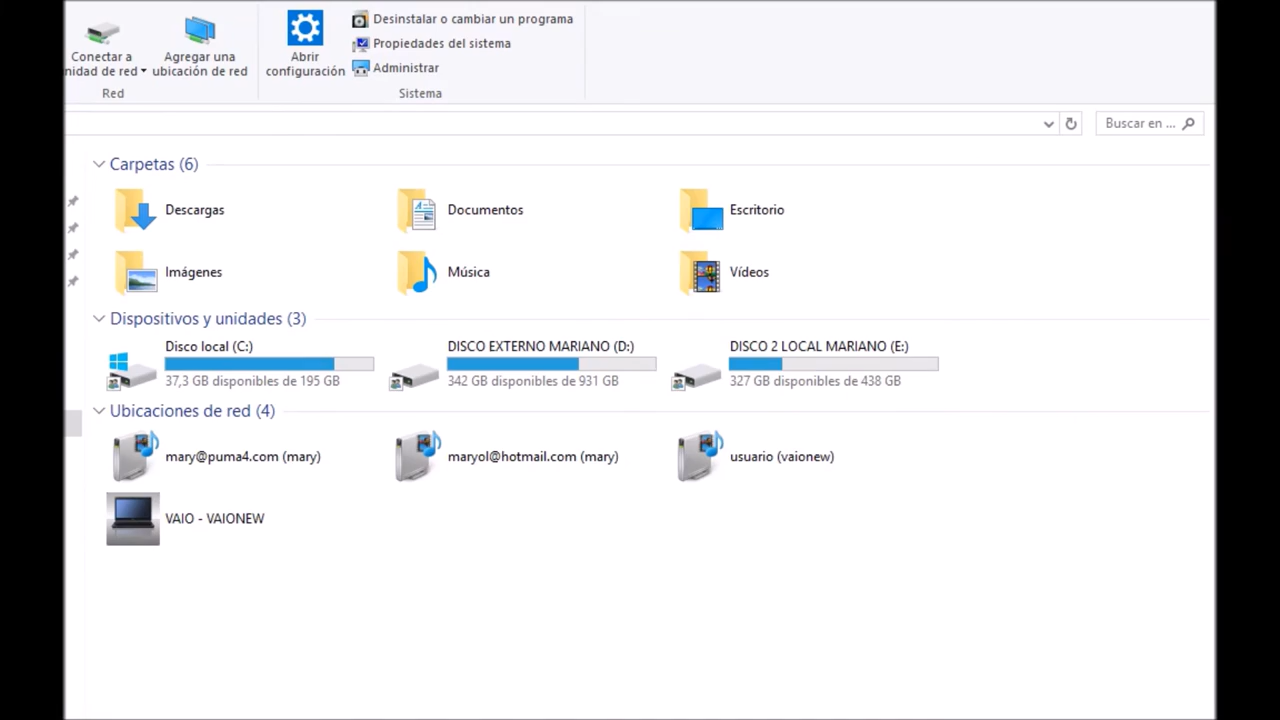 Conectar a
nidad de red
Agregar una
ubicación de red
Red
Abrir
configuración
Desinstalar o cambiar un programa
Propiedades del sistema
Administrar
Sistema
Buscar en ...
Carpetas (6)
Descargas
Documentos
Escritorio
Imágenes
Música
Vídeos
Dispositivos y unidades (3)
Disco local (C:)
37,3 GB disponibles de 195 GB
DISCO EXTERNO MARIANO (D:)
342 GB disponibles de 931 GB
DISCO 2 LOCAL MARIANO (E:)
327 GB disponibles de 438 GB
Ubicaciones de red (4)
mary@puma4.com (mary)
maryol@hotmail.com (mary)
usuario (vaionew)
VAIO - VAIONEW